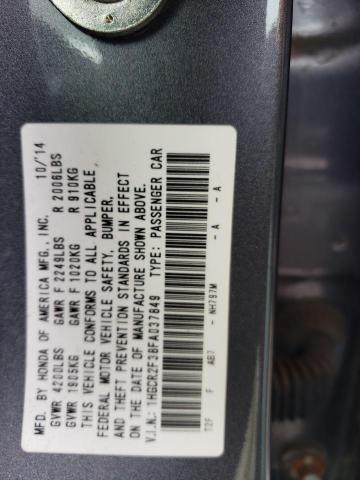 MFD. BY HONDA OF AMERICA MFG., INC. 10/14
GVWR 4200LBS GAWR F 2249LBS R 2006LBS
GVWR 1905KG GAWR F 1020KG R 910KG
THIS VEHICLE CONFORMS TO ALL APPLICABLE
FEDERAL MOTOR VEHICLE SAFETY, BUMPER,
AND THEFT PREVENTION STANDARDS IN EFFECT
ON THE DATE OF MANUFACTURE SHOWN ABOVE.
V.I.N.: 1HGCR2F38FA037849 TYPE: PASSENGER CAR
T2F AB7 NH797M - A - A
F